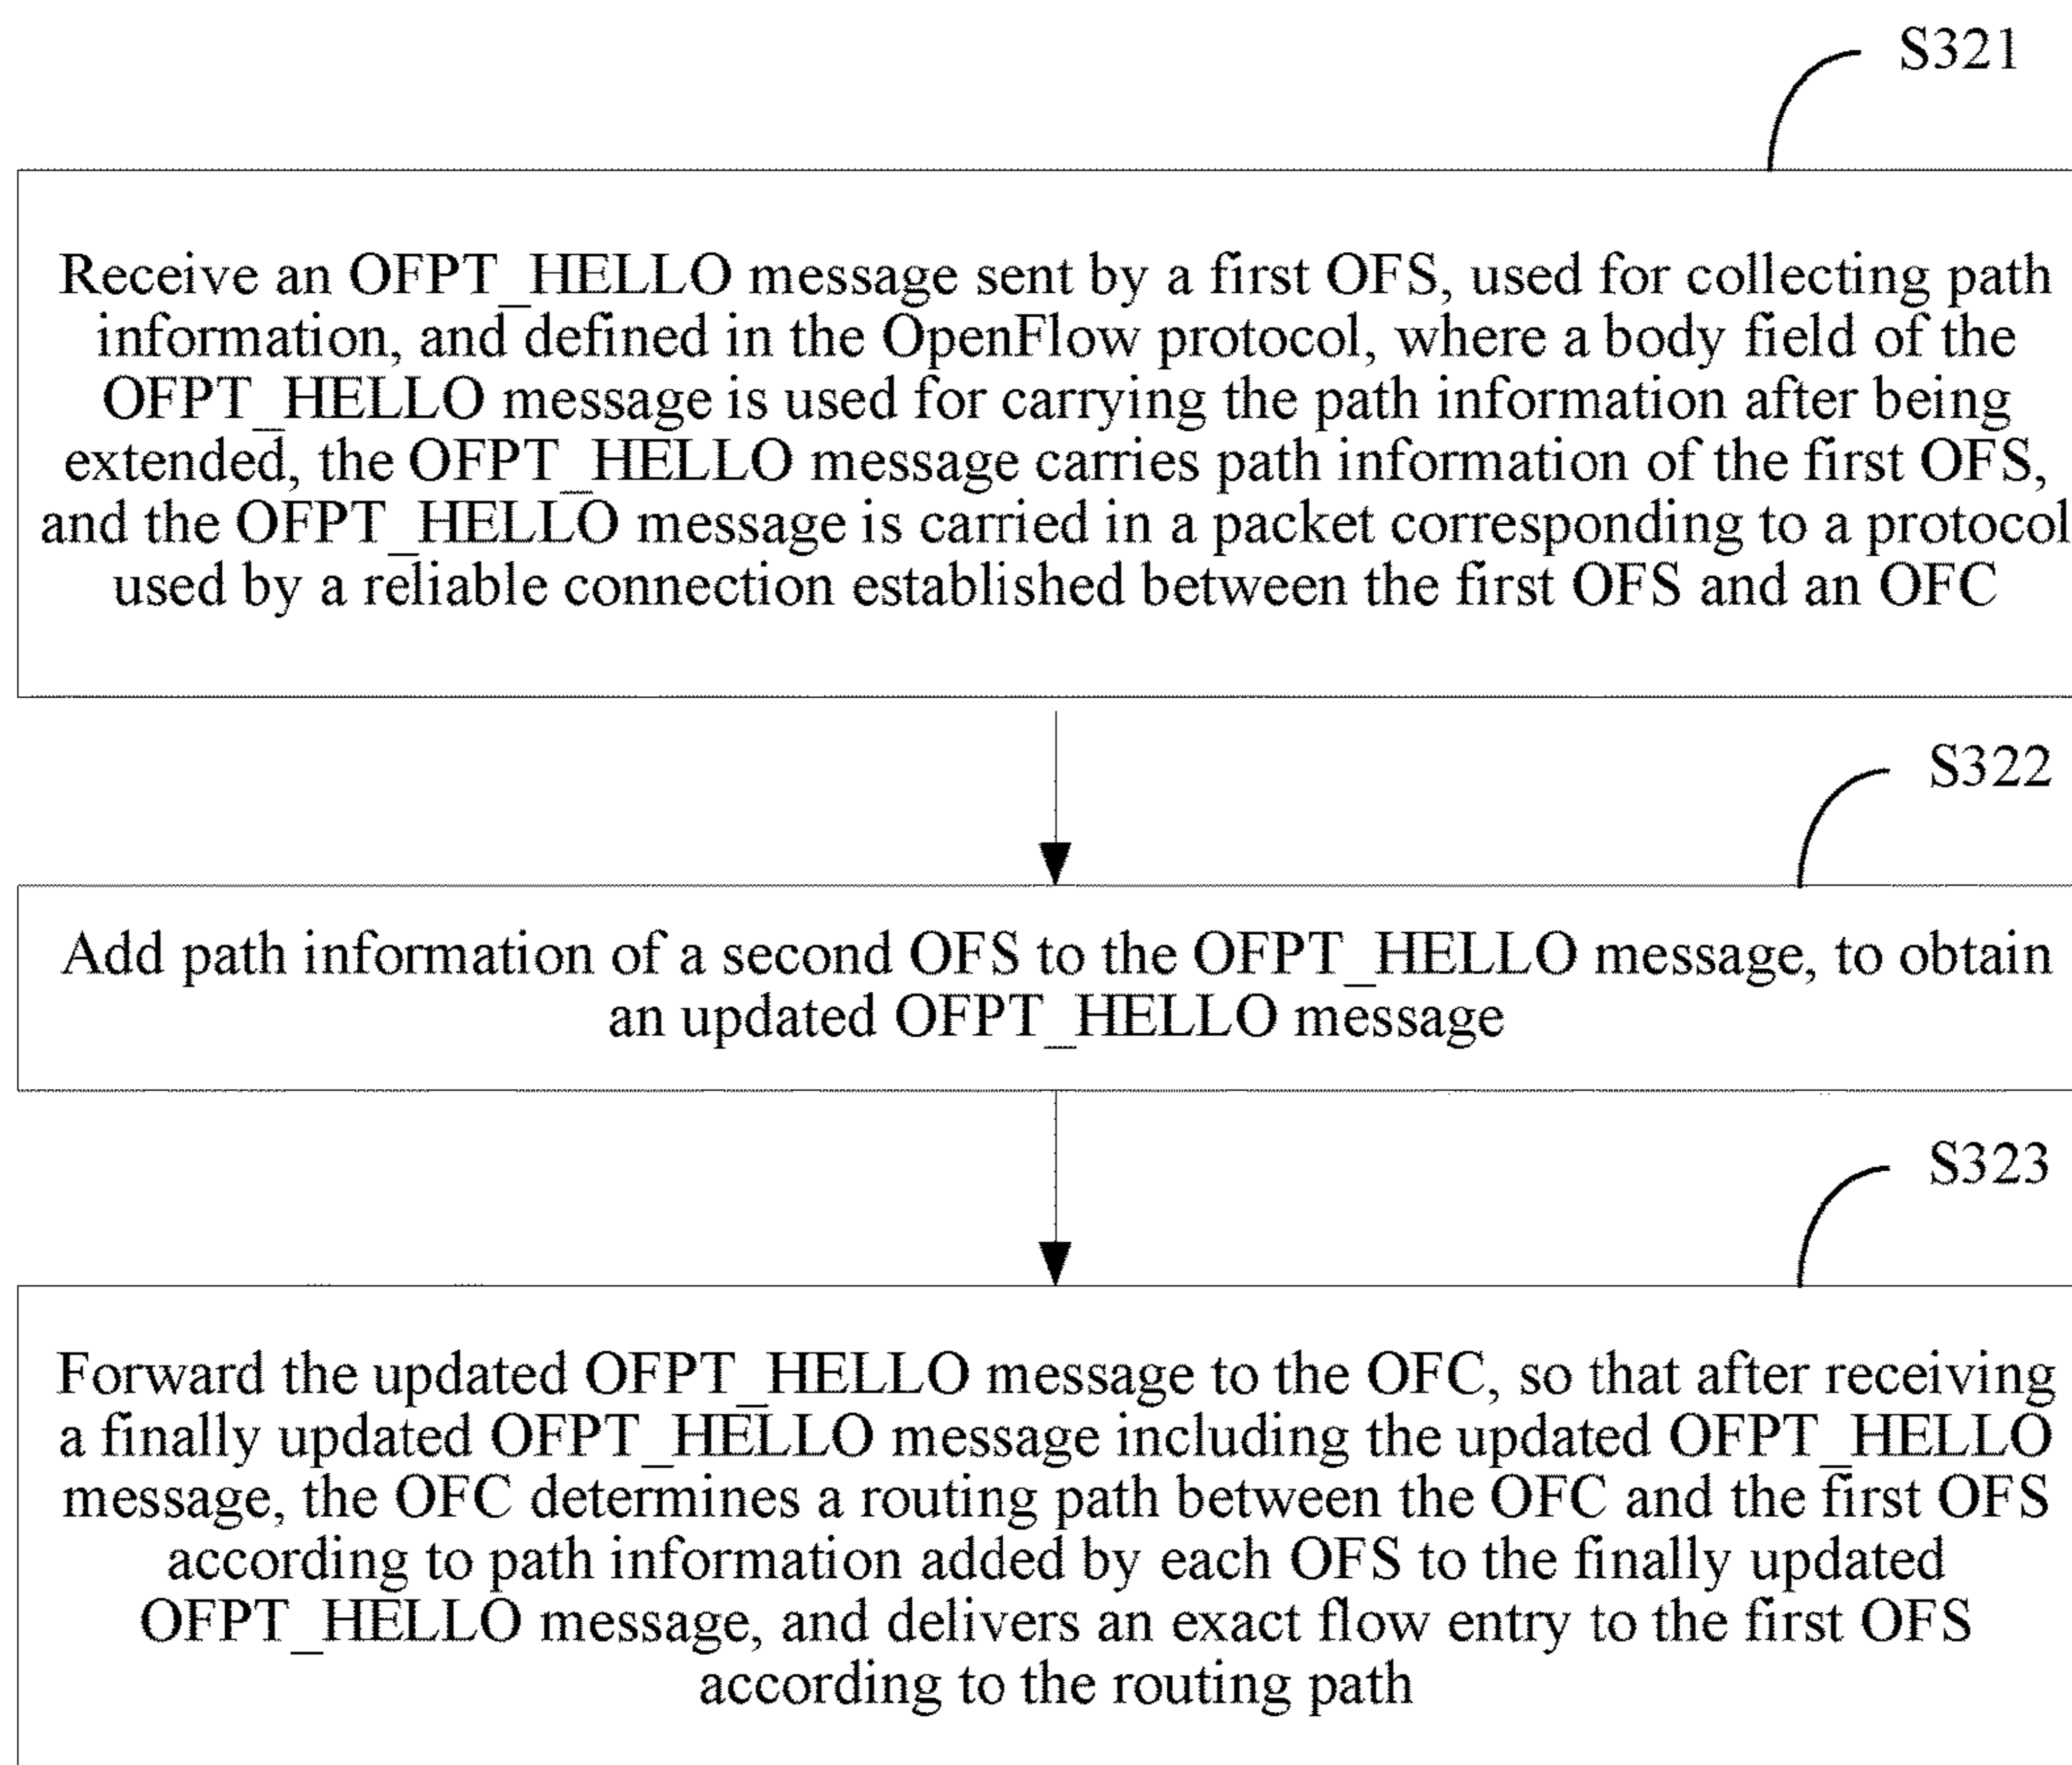 S321
Receive an OFPT_HELLO message sent by a first OFS, used for collecting path
information, and defined in the OpenFlow protocol, where a body field of the
OFPT_HELLO message is used for carrying the path information after being
extended, the OFPT_HELLO message carries path information of the first OFS,
and the OFPT_HELLO message is carried in a packet corresponding to a protocol
used by a reliable connection established between the first OFS and an OFC
S322
Add path information of a second OFS to the OFPT_HELLO message, to obtain
an updated OFPT_HELLO message
S323
Forward the updated OFPT_HELLO message to the OFC, so that after receiving
a finally updated OFPT_HELLO message including the updated OFPT_HELLO
message, the OFC determines a routing path between the OFC and the first OFS
according to path information added by each OFS to the finally updated
OFPT_HELLO message, and delivers an exact flow entry to the first OFS
according to the routing path